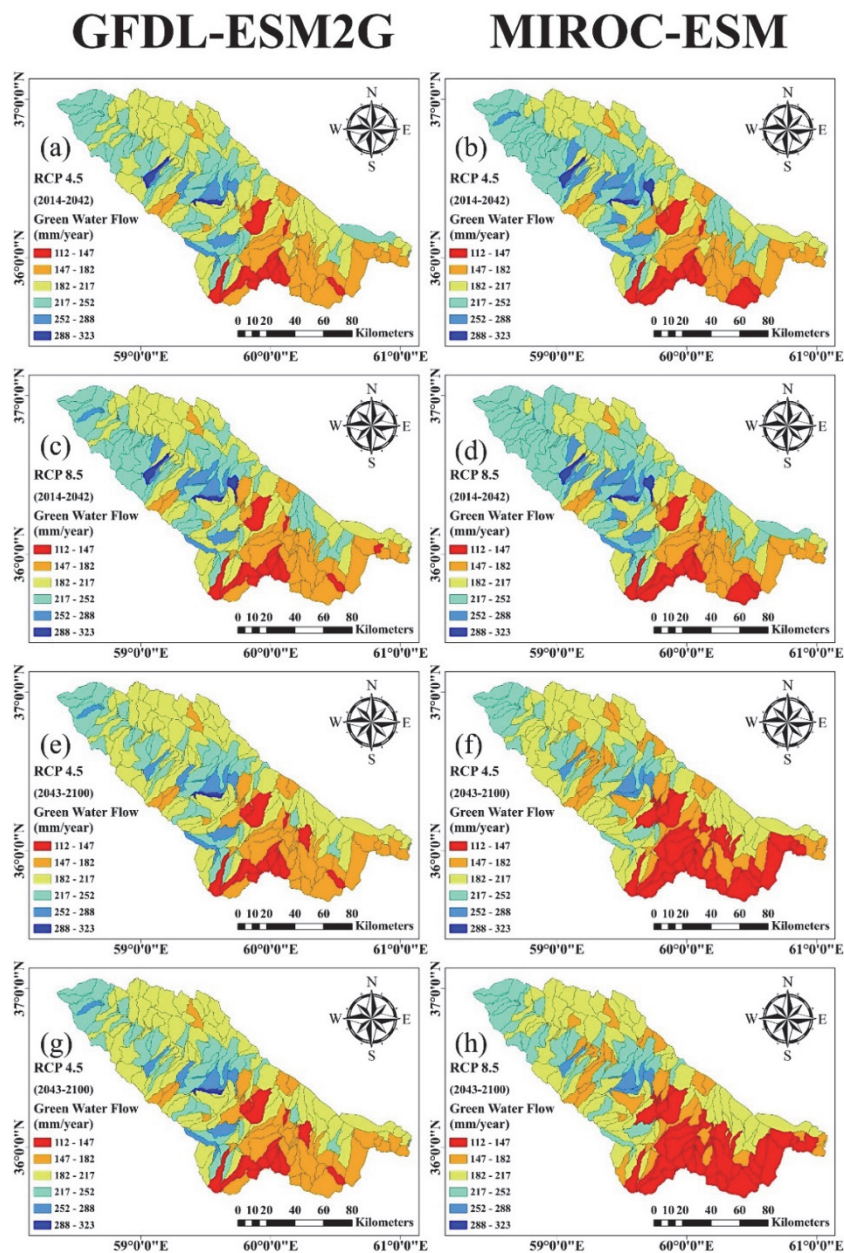 GFDL-ESM2G MIROC-ESM
37°0'0"N
36°0'0"N
(a)
RCP 4.5
(2014-2042)
Green Water Flow
(mm/year)
112 - 147
147 - 182
182 - 217
217 - 252
252 - 288
288 - 323
N
W E
S
0 10 20 40 60 80
Kilometers
59°0'0"E 60°0'0"E 61°0'0"E
37°0'0"N
36°0'0"N
(b)
RCP 4.5
(2014-2042)
Green Water Flow
(mm/year)
112 - 147
147 - 182
182 - 217
217 - 252
252 - 288
288 - 323
N
W E
S
0 10 20 40 60 80
Kilometers
59°0'0"E 60°0'0"E 61°0'0"E
37°0'0"N
36°0'0"N
(c)
RCP 8.5
(2014-2042)
Green Water Flow
(mm/year)
112 - 147
147 - 182
182 - 217
217 - 252
252 - 288
288 - 323
N
W E
S
0 10 20 40 60 80
Kilometers
59°0'0"E 60°0'0"E 61°0'0"E
37°0'0"N
36°0'0"N
(d)
RCP 8.5
(2014-2042)
Green Water Flow
(mm/year)
112 - 147
147 - 182
182 - 217
217 - 252
252 - 288
288 - 323
N
W E
S
0 10 20 40 60 80
Kilometers
59°0'0"E 60°0'0"E 61°0'0"E
37°0'0"N
36°0'0"N
(e)
RCP 4.5
(2043-2100)
Green Water Flow
(mm/year)
112 - 147
147 - 182
182 - 217
217 - 252
252 - 288
288 - 323
N
W E
S
0 10 20 40 60 80
Kilometers
59°0'0"E 60°0'0"E 61°0'0"E
37°0'0"N
36°0'0"N
(f)
RCP 4.5
(2043-2100)
Green Water Flow
(mm/year)
112 - 147
147 - 182
182 - 217
217 - 252
252 - 288
288 - 323
N
W E
S
0 10 20 40 60 80
Kilometers
59°0'0"E 60°0'0"E 61°0'0"E
37°0'0"N
36°0'0"N
(g)
RCP 4.5
(2043-2100)
Green Water Flow
(mm/year)
112 - 147
147 - 182
182 - 217
217 - 252
252 - 288
288 - 323
N
W E
S
0 10 20 40 60 80
Kilometers
59°0'0"E 60°0'0"E 61°0'0"E
37°0'0"N
36°0'0"N
(h)
RCP 8.5
(2043-2100)
Green Water Flow
(mm/year)
112 - 147
147 - 182
182 - 217
217 - 252
252 - 288
288 - 323
N
W E
S
0 10 20 40 60 80
Kilometers
59°0'0"E 60°0'0"E 61°0'0"E